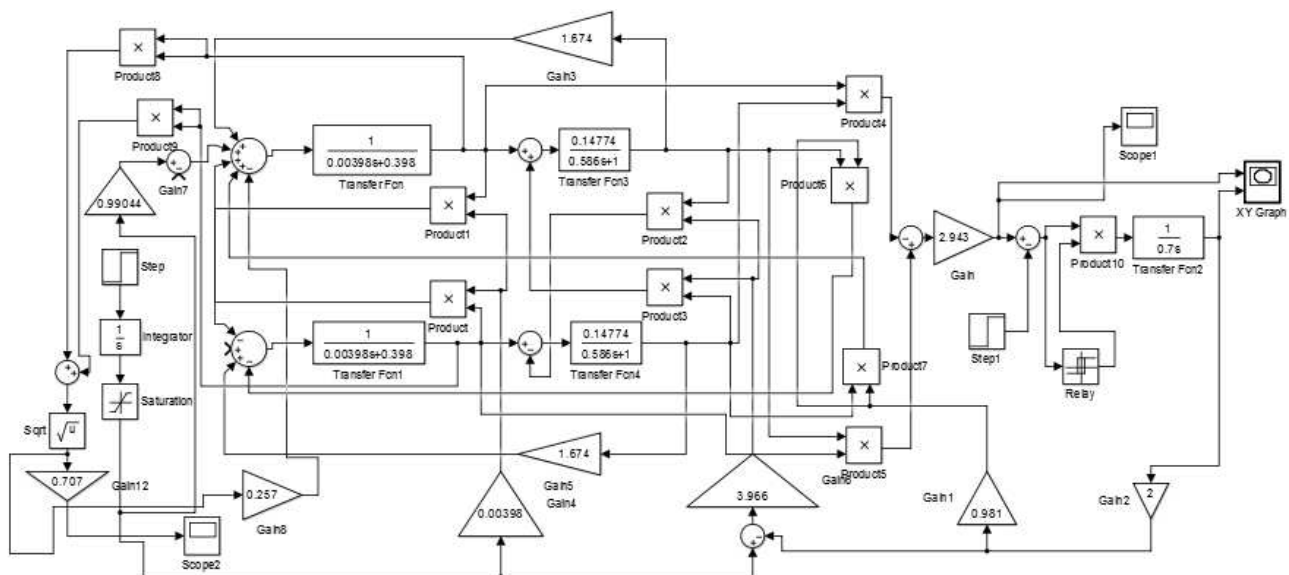 1.674
×
Product8
Gain3
×
Product4
×
Product9
1
0.00398s+0.398
Transfer Fcn
0.14774
0.586s+1
Transfer Fcn3
Scope1
Gain7
0.99044
×
Product6
×
Product1
×
Product2
XY Graph
2.943
Gain
×
Product10
1
0.7s
Transfer Fcn2
Step
×
Product
×
Product3
1
s
Integrator
1
0.00398s+0.398
Transfer Fcn1
0.14774
0.586s+1
Transfer Fcn4
Step1
×
Product7
Relay
Saturation
Sqrt
√u
×
Product5
1.674
Gain5
Gain4
Gain6
0.707
Gain12
0.257
Gain8
0.00398
3.966
Gain1
0.981
Gain2
2
Scope2